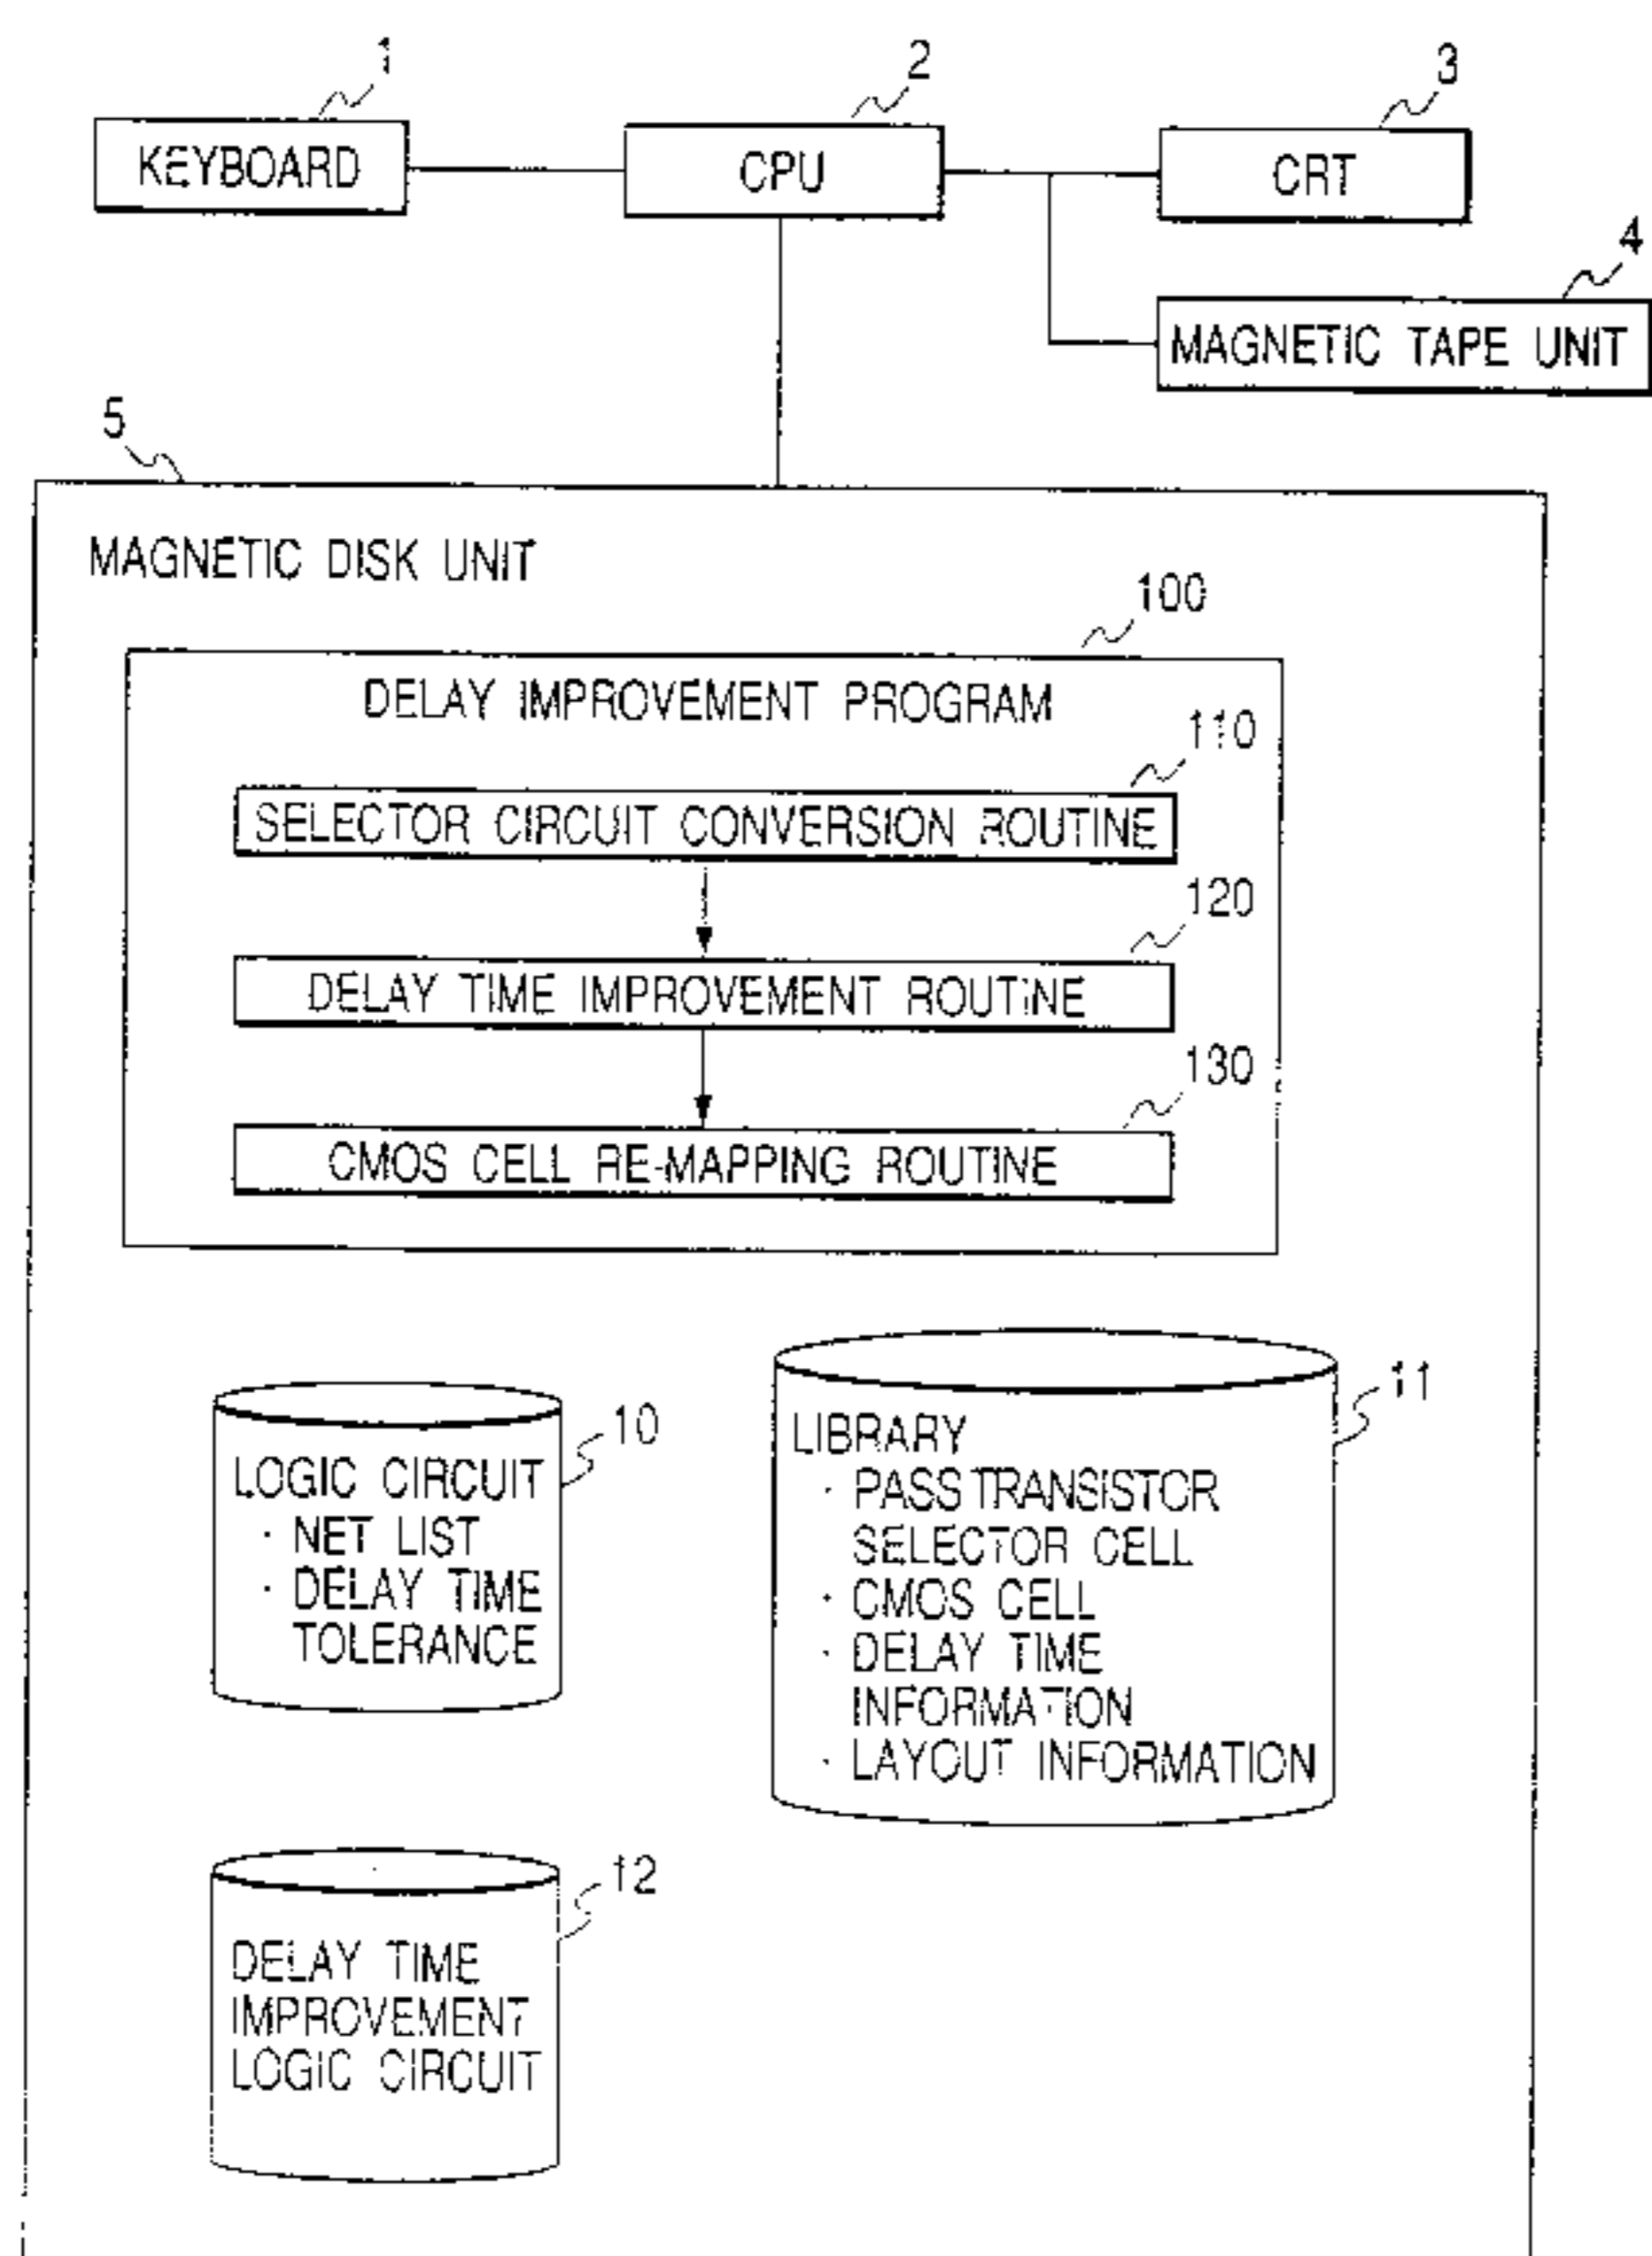 1
2
3
KEYBOARD
CPU
CRT
4
MAGNETIC TAPE UNIT
5
MAGNETIC DISK UNIT
100
DELAY IMPROVEMENT PROGRAM
110
SELECTOR CIRCUIT CONVERSION ROUTINE
120
DELAY TIME IMPROVEMENT ROUTINE
130
CMOS CELL RE-MAPPING ROUTINE
10
LOGIC CIRCUIT
· NET LIST
· DELAY TIME
TOLERANCE
11
LIBRARY
· PASS TRANSISTOR
SELECTOR CELL
· CMOS CELL
· DELAY TIME
INFORMATION
· LAYOUT INFORMATION
12
DELAY TIME
IMPROVEMENT
LOGIC CIRCUIT